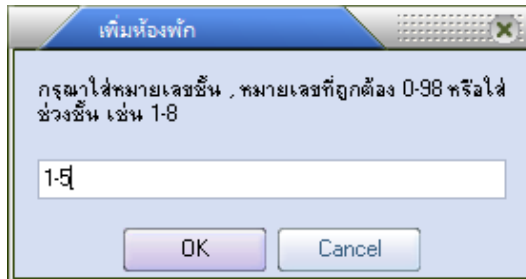 เพิ่มห้องพัก
กรุณาใส่หมายเลขชั้น , หมายเลขที่ถูกต้อง 0-98 หรือใส่
ช่วงชั้น เช่น 1-8
1-5
OK
Cancel